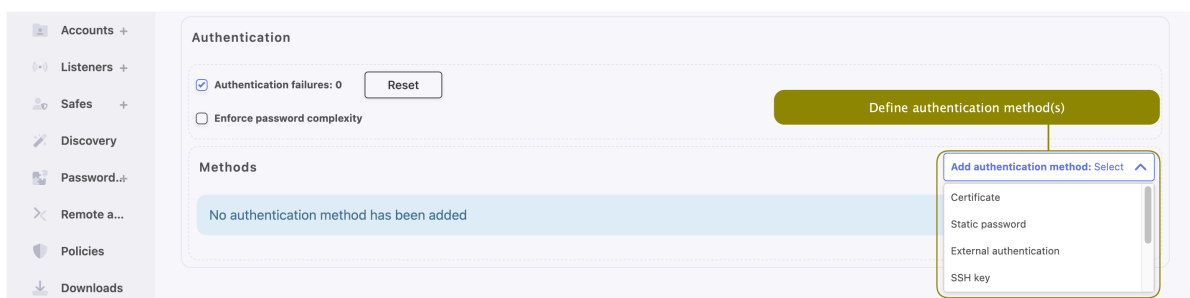 Accounts +
Listeners +
Safes +
Discovery
Password..+
Remote a...
Policies
Downloads
Authentication
Authentication failures: 0 Reset
Enforce password complexity
Define authentication method(s)
Methods
Add authentication method: Select
No authentication method has been added
Certificate
Static password
External authentication
SSH key